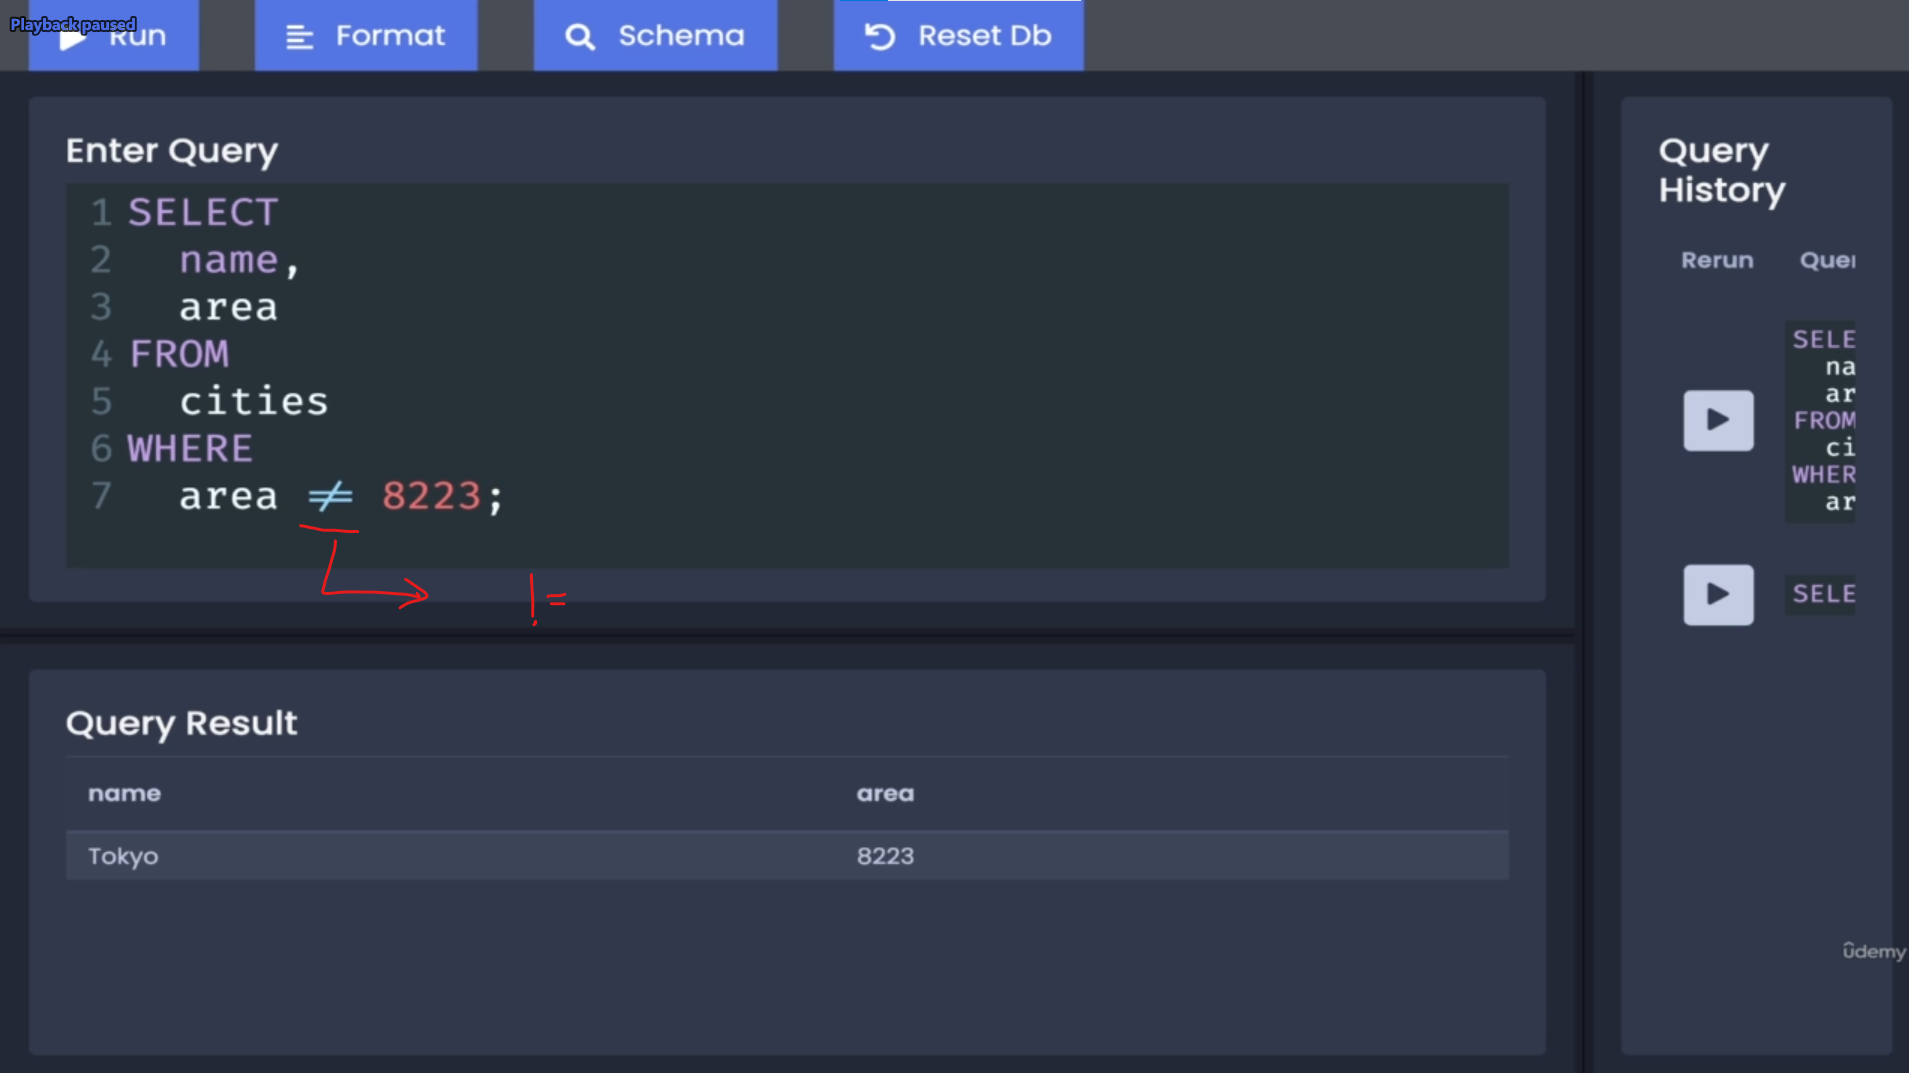 Playback paused
Run
Format
Schema
Reset Db
Enter Query
1 SELECT
2 name,
3 area
4 FROM
5 cities
6 WHERE
7 area ≠ 8223;
!=
Query Result
name area
Tokyo 8223
Query
History
Rerun Quer
SELE
na
ar
FROM
ci
WHER
ar
SELE
ûdemy